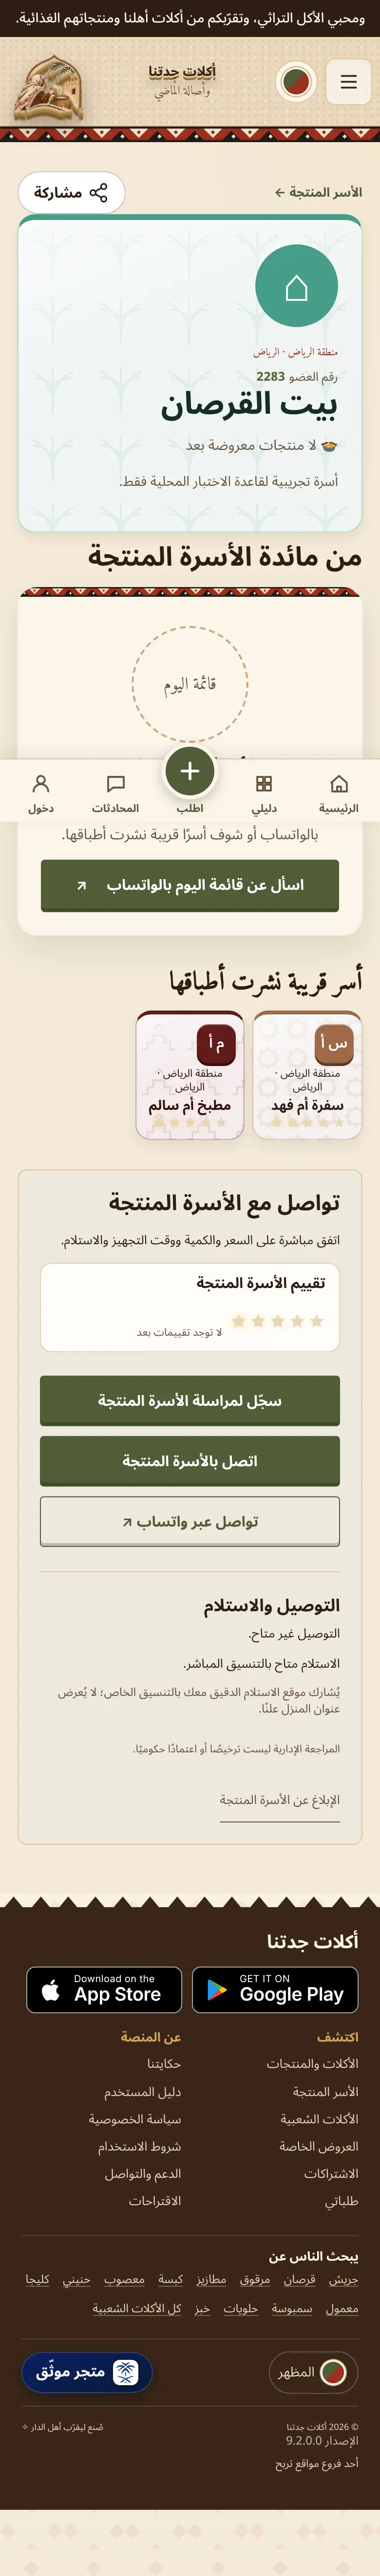 ومحبي الأكل التراثي، وتقرّبكم من أكلات أهلنا ومنتجاتهم الغذائية.
أكلات جدتنا
وأصالة الماضي
الأسر المنتجة ←
مشاركة
منطقة الرياض · الرياض
رقم العضو 2283
بيت القرصان
🍲 لا منتجات معروضة بعد
أسرة تجريبية لقاعدة الاختبار المحلية فقط.
من مائدة الأسرة المنتجة
قائمة اليوم
الرئيسية
دليلي
اطلب
المحادثات
دخول
بالواتساب أو شوف أسرًا قريبة نشرت أطباقها.
اسأل عن قائمة اليوم بالواتساب ↗
أسر قريبة نشرت أطباقها
س أ
منطقة الرياض ·
الرياض
سفرة أم فهد
م أ
منطقة الرياض ·
الرياض
مطبخ أم سالم
تواصل مع الأسرة المنتجة
اتفق مباشرة على السعر والكمية ووقت التجهيز والاستلام.
تقييم الأسرة المنتجة
★★★★★ لا توجد تقييمات بعد
سجّل لمراسلة الأسرة المنتجة
اتصل بالأسرة المنتجة
تواصل عبر واتساب ↗
التوصيل والاستلام
التوصيل غير متاح.
الاستلام متاح بالتنسيق المباشر.
يُشارك موقع الاستلام الدقيق معك بالتنسيق الخاص؛ لا يُعرض
عنوان المنزل علنًا.
المراجعة الإدارية ليست ترخيصًا أو اعتمادًا حكوميًا.
الإبلاغ عن الأسرة المنتجة
أكلات جدتنا
GET IT ON
Google Play
Download on the
App Store
اكتشف
الأكلات والمنتجات
الأسر المنتجة
الأكلات الشعبية
العروض الخاصة
الاشتراكات
طلباتي
عن المنصة
حكايتنا
دليل المستخدم
سياسة الخصوصية
شروط الاستخدام
الدعم والتواصل
الاقتراحات
يبحث الناس عن
جريش قرصان مرقوق مطازيز كبسة معصوب حنيني كليجا
معمول سمبوسة حلويات خبز كل الأكلات الشعبية
المظهر
متجر موثّق
© 2026 أكلات جدتنا
صُنع ليقرّب أهل الدار ✧
الإصدار 9.2.0.0
أحد فروع مواقع تربح